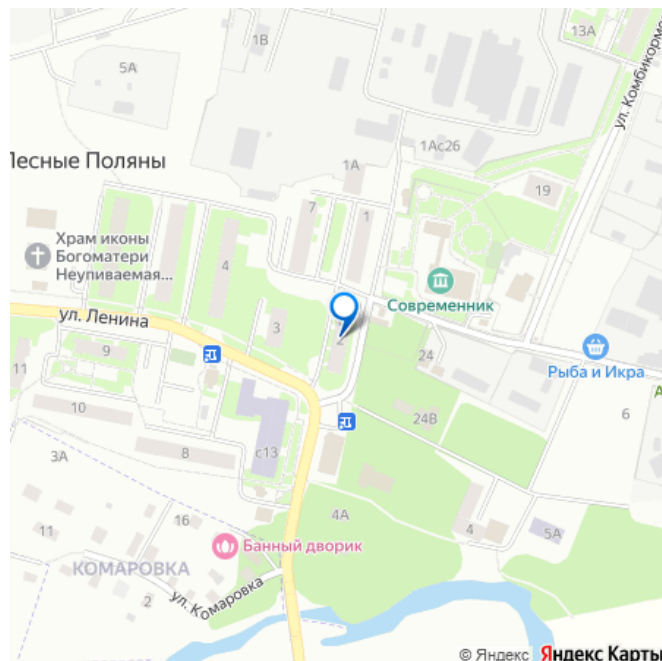 13А
1В
5А
ул. Комбикормо
1Ас26
Лесные Поляны
1А
19
7
1
Храм иконы
Богоматери
Неупиваемая...
4
Современник
ул. Ленина
3
2
24
Рыба и Икра
9
11
10
24В
6
А
8
с13
3А
4А
16
4
5А
11
Банный дворик
КОМАРОВКА
2
ул. Комаровка
© Яндекс Яндекс Карты